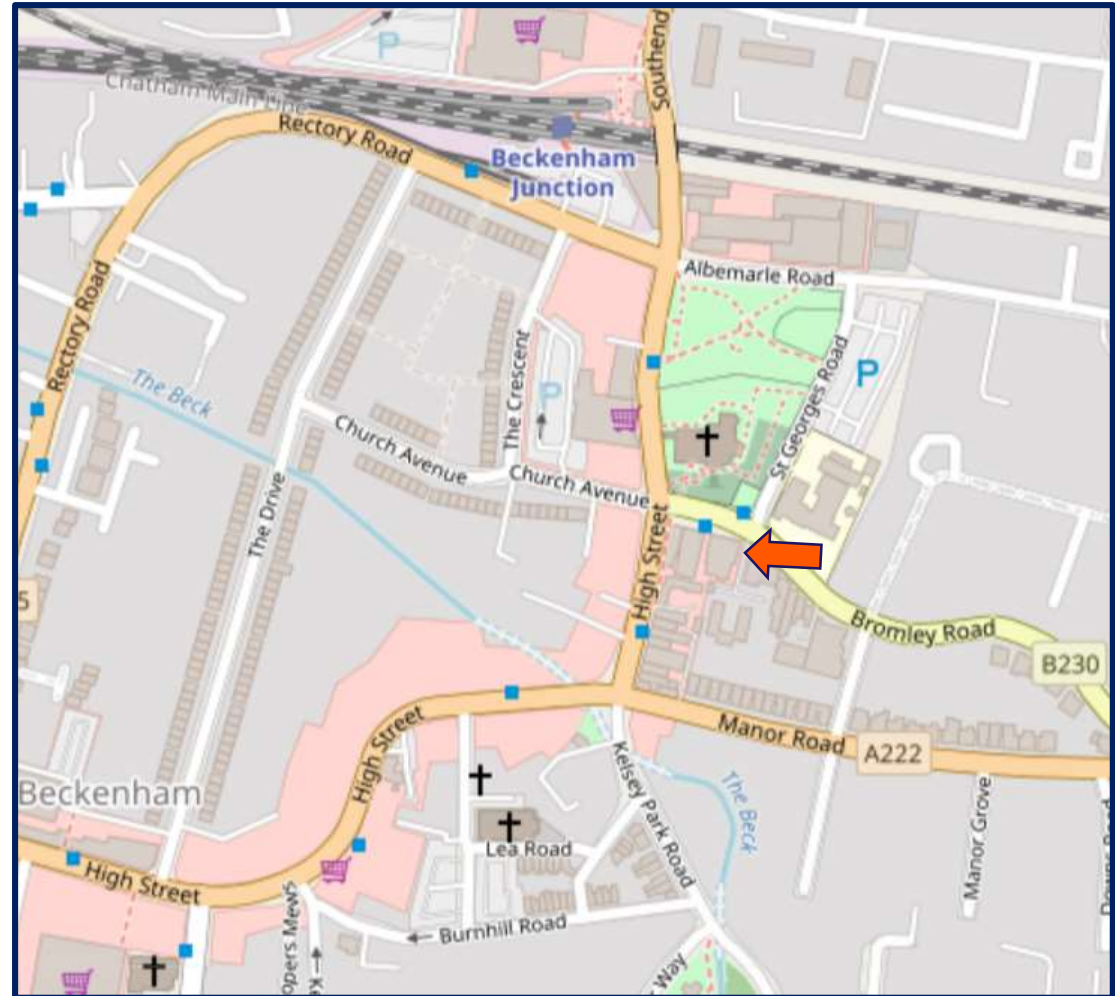 P
Southend
Chatham Main Line
Rectory Road
Beckenham
Junction
Albemarle Road
Rectory Road
The Beck
The Crescent
P
St Georges Road
P
Church Avenue
Church Avenue
The Drive
High Street
5
Bromley Road
B230
High Street
Manor Road
A222
Beckenham
Kelsey Park Road
The Beck
Manor Grove
Lea Road
High Street
Burnhill Road
opers Mews
Way